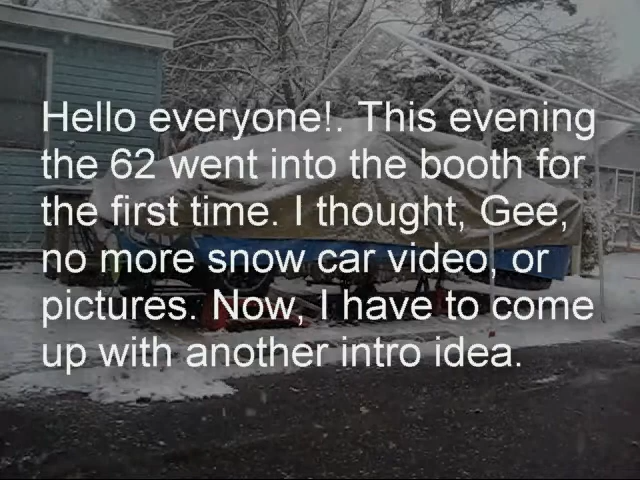 Hello everyone!. This evening
the 62 went into the booth for
the first time. I thought, Gee,
no more snow car video, or
pictures. Now, I have to come
up with another intro idea.